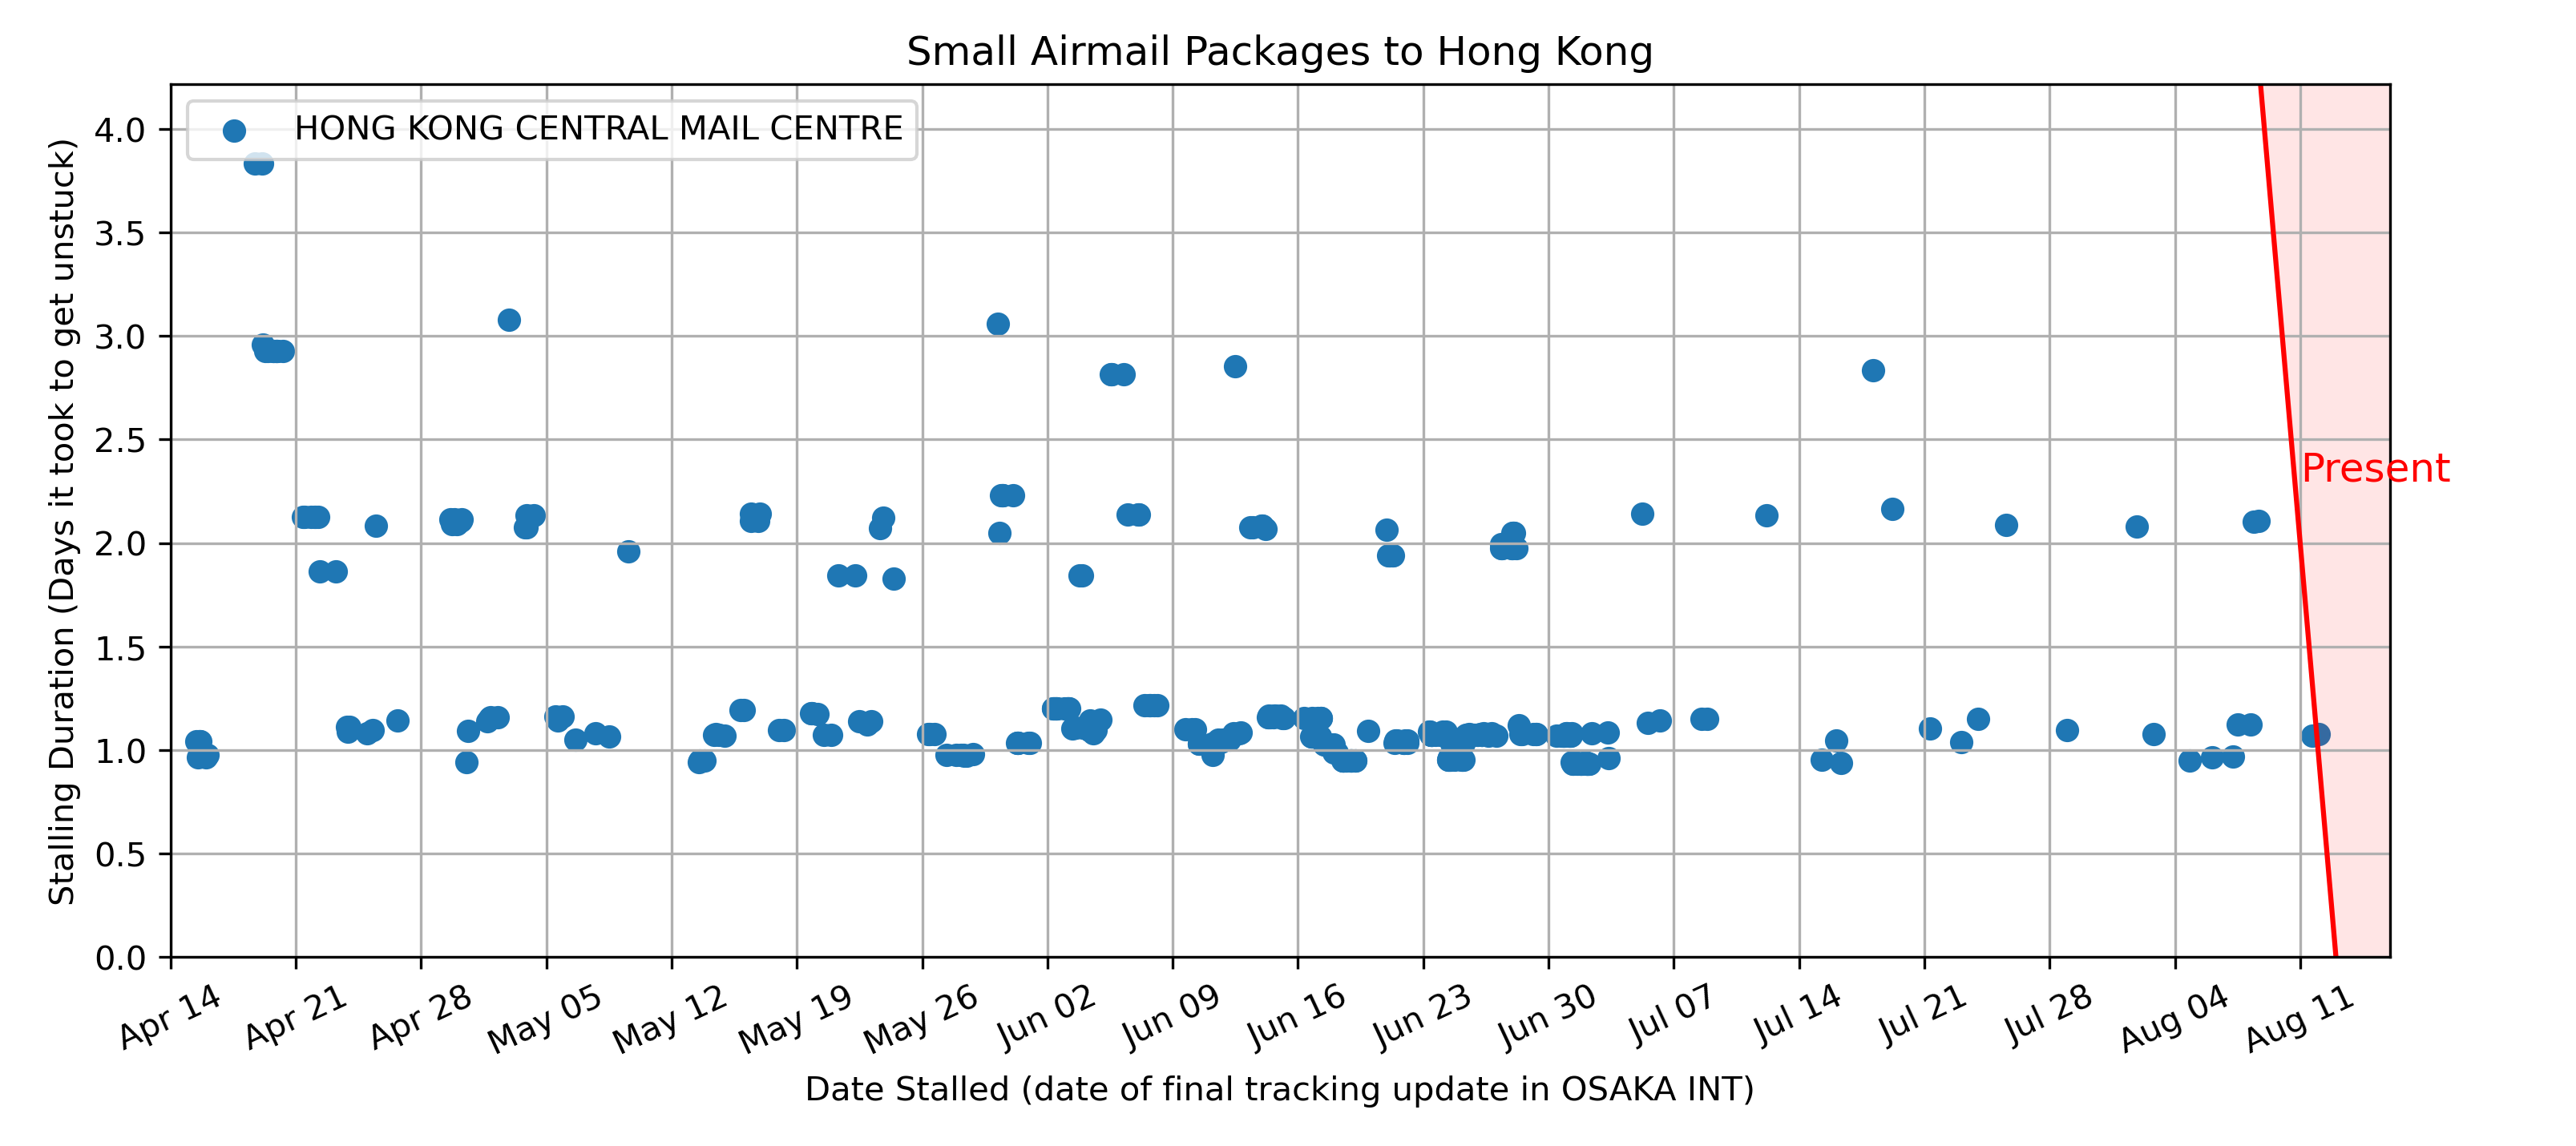 Small Airmail Packages to Hong Kong
HONG KONG CENTRAL MAIL CENTRE
Stalling Duration (Days it took to get unstuck)
4.0
3.5
3.0
2.5
2.0
1.5
1.0
0.5
0.0
Present
Apr 14
Apr 21
Apr 28
May 05
May 12
May 19
May 26
Jun 02
Jun 09
Jun 16
Jun 23
Jun 30
Jul 07
Jul 14
Jul 21
Jul 28
Aug 04
Aug 11
Date Stalled (date of final tracking update in OSAKA INT)